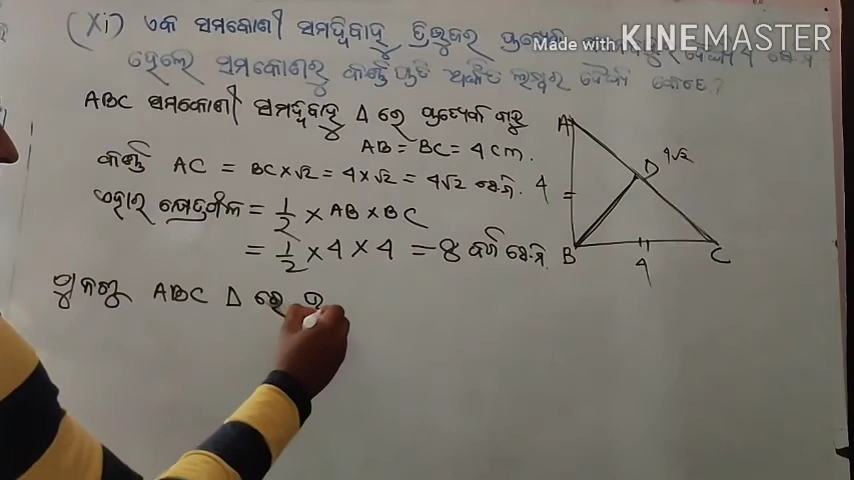 (xi) ଏକ ସମକୋଣୀ ସମଦ୍ୱିବାହୁ ତ୍ରିଭୁଜର
Made with KINEMASTER
ହେଲେ ସମକୋଣରୁ କର୍ଣ୍ଣ ପ୍ରତି ଅଙ୍କିତ ଲମ୍ବର ଦୈର୍ଘ୍ୟ କେତେ?
ABC ସମକୋଣୀ ସମଦ୍ୱିବାହୁ Δ ରେ ପ୍ରତ୍ୟେକ ବାହୁ
AB = BC = 4 cm.
କର୍ଣ୍ଣ AC = BC × √2 = 4 × √2 = 4√2 ସେ.ମି.
ଏହାର କ୍ଷେତ୍ରଫଳ = 1/2 × AB × BC
= 1/2 × 4 × 4 = 8 ବର୍ଗ ସେ.ମି.
ପୁନଶ୍ଚ ABC Δ ରେ
A
4√2
D
4
B
4
C